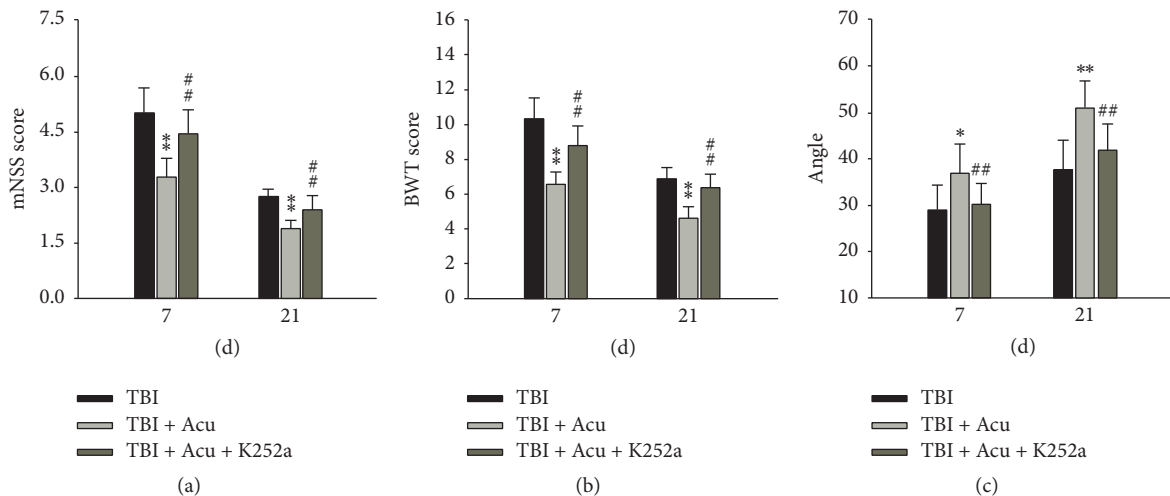 7.5
6.0
4.5
3.0
1.5
0.0
mNSS score
**
##
**
##
7 21
(d)
TBI
TBI + Acu
TBI + Acu + K252a
(a)
16
14
12
10
8
6
4
2
0
BWT score
**
##
**
##
7 21
(d)
TBI
TBI + Acu
TBI + Acu + K252a
(b)
70
60
50
40
30
20
10
Angle
*
##
**
##
7 21
(d)
TBI
TBI + Acu
TBI + Acu + K252a
(c)